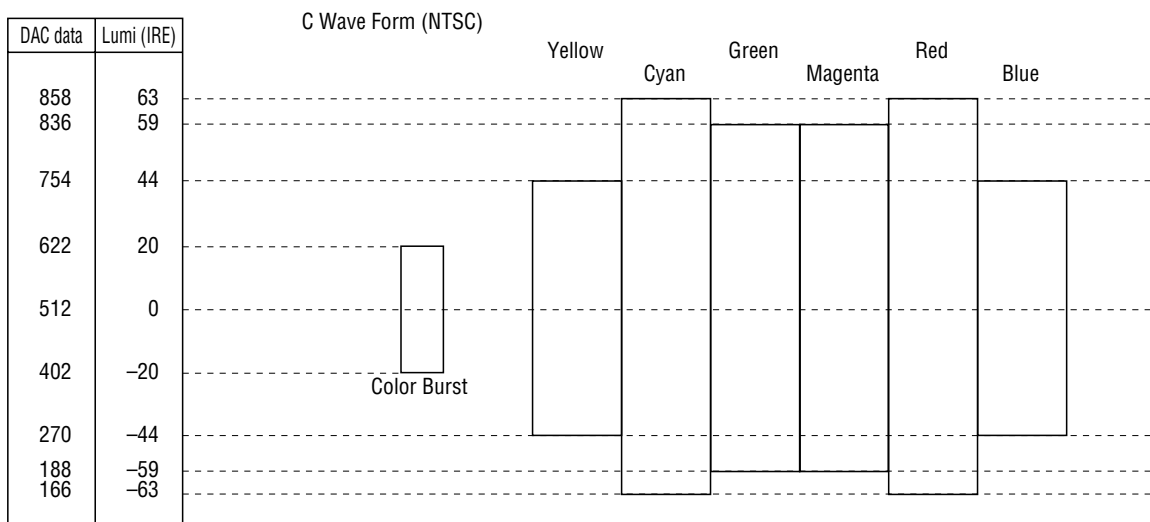 C Wave Form (NTSC)
DAC data Lumi (IRE)
Yellow Green Red
Cyan Magenta Blue
858 63
836 59
754 44
622 20
512 0
402 –20
Color Burst
270 –44
188 –59
166 –63